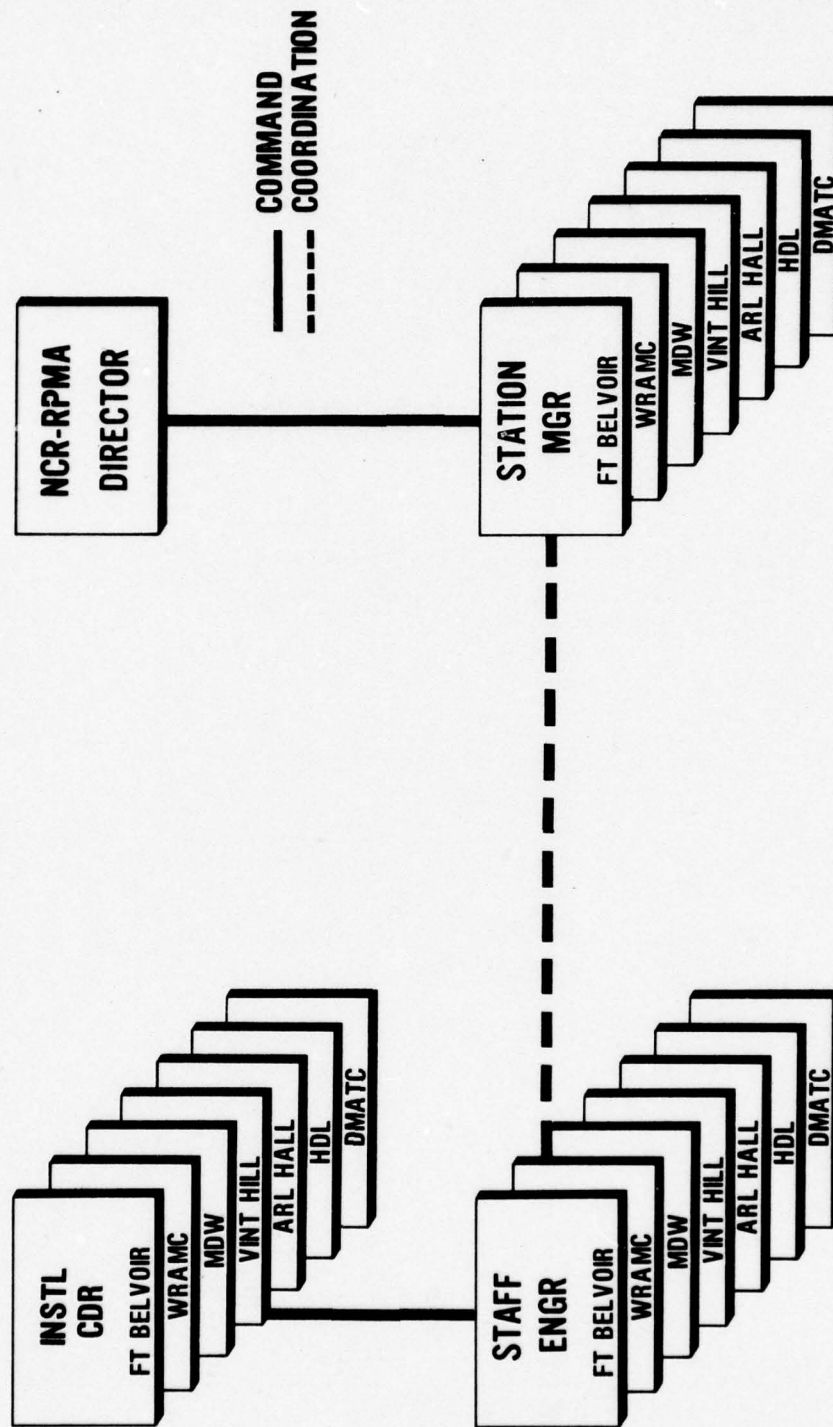 INSTL
CDR
FT BELVOIR
WRAMC
MDW
VINT HILL
ARL HALL
HDL
DMATC
NCR-RPMA
DIRECTOR
COMMAND
COORDINATION
STAFF
ENGR
FT BELVOIR
WRAMC
MDW
VINT HILL
ARL HALL
HDL
DMATC
STATION
MGR
FT BELVOIR
WRAMC
MDW
VINT HILL
ARL HALL
HDL
DMATC